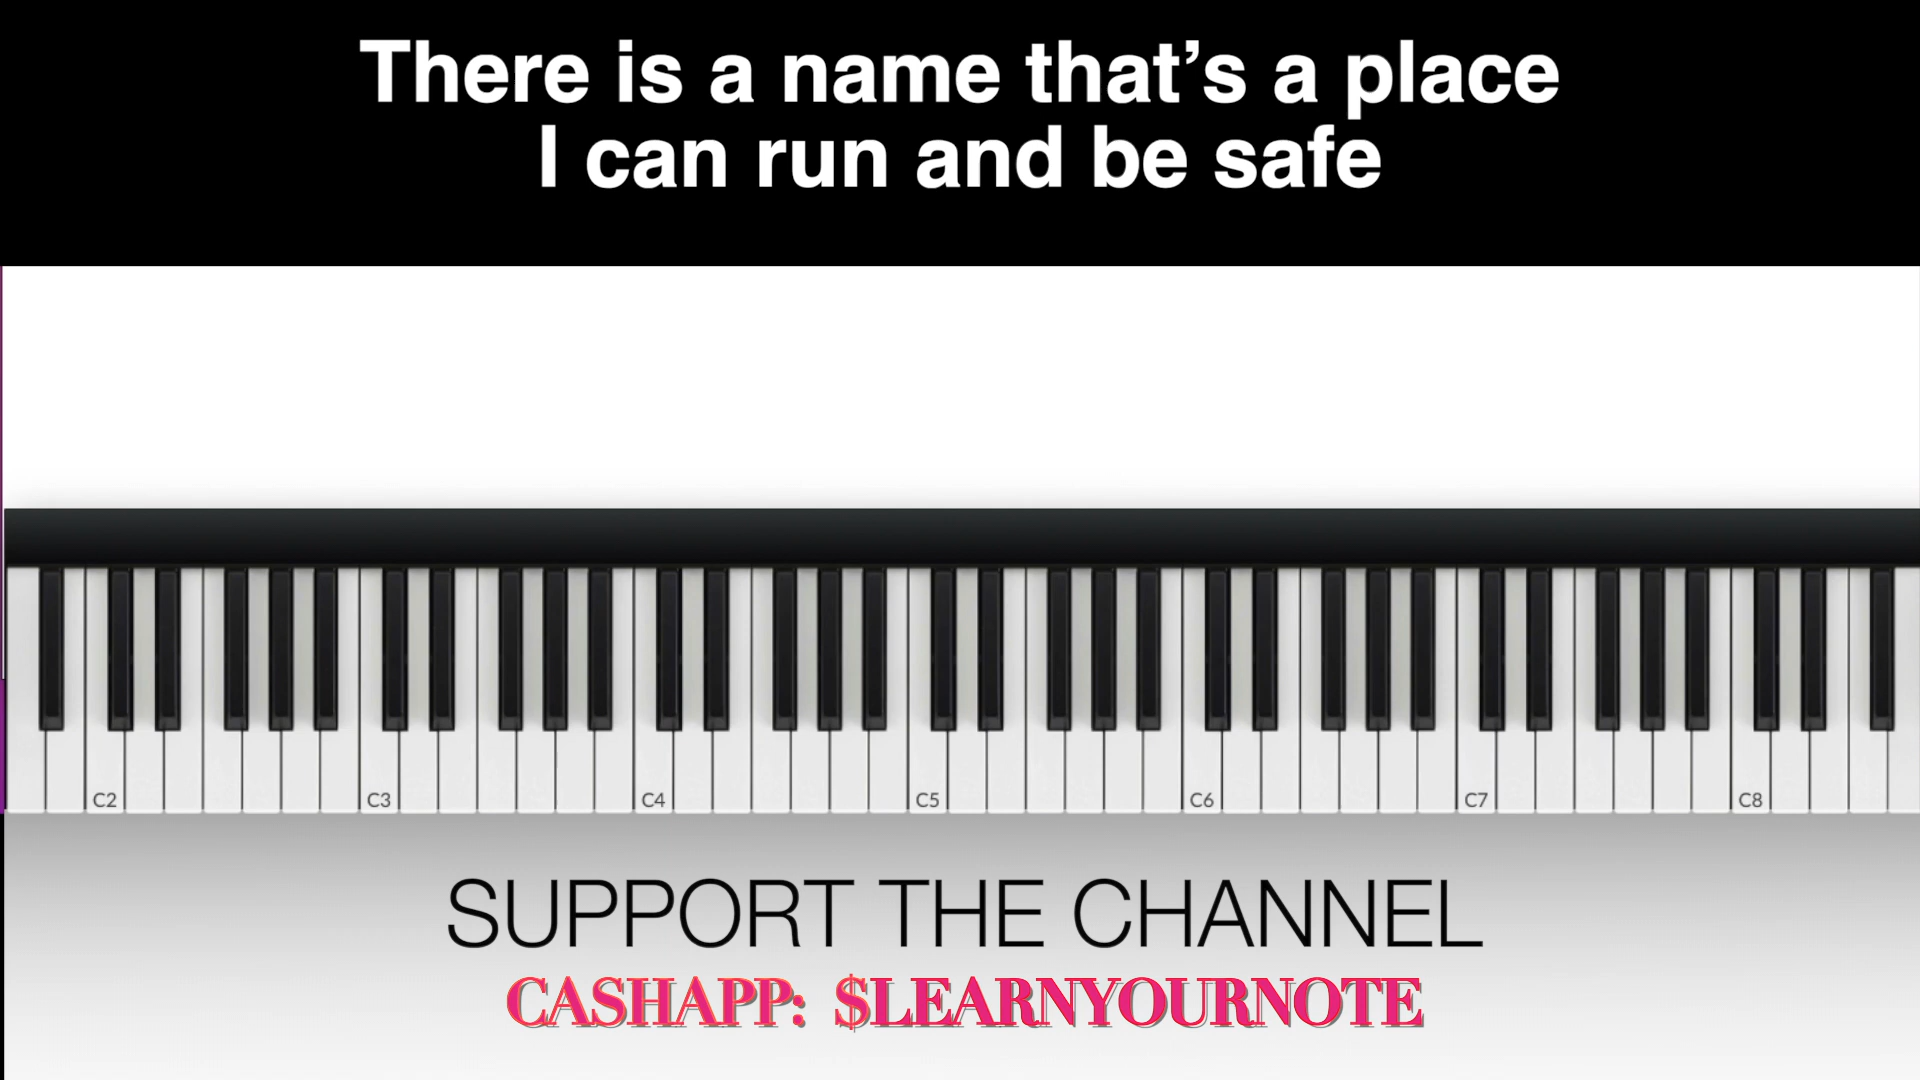 There is a name that’s a place
I can run and be safe
C2 C3 C4 C5 C6 C7 C8
SUPPORT THE CHANNEL
CASHAPP: $LEARNYOURNOTE